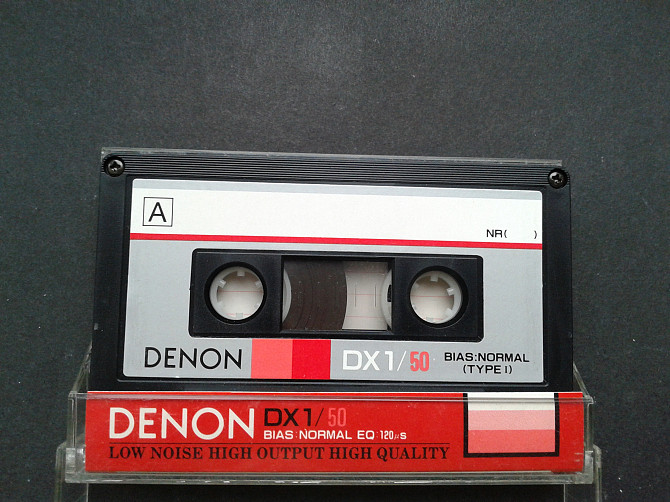 A
NR( )
DENON DX1/50 BIAS:NORMAL
(TYPE I)
DENON DX1/50
BIAS:NORMAL EQ:120μs
LOW NOISE HIGH OUTPUT HIGH QUALITY